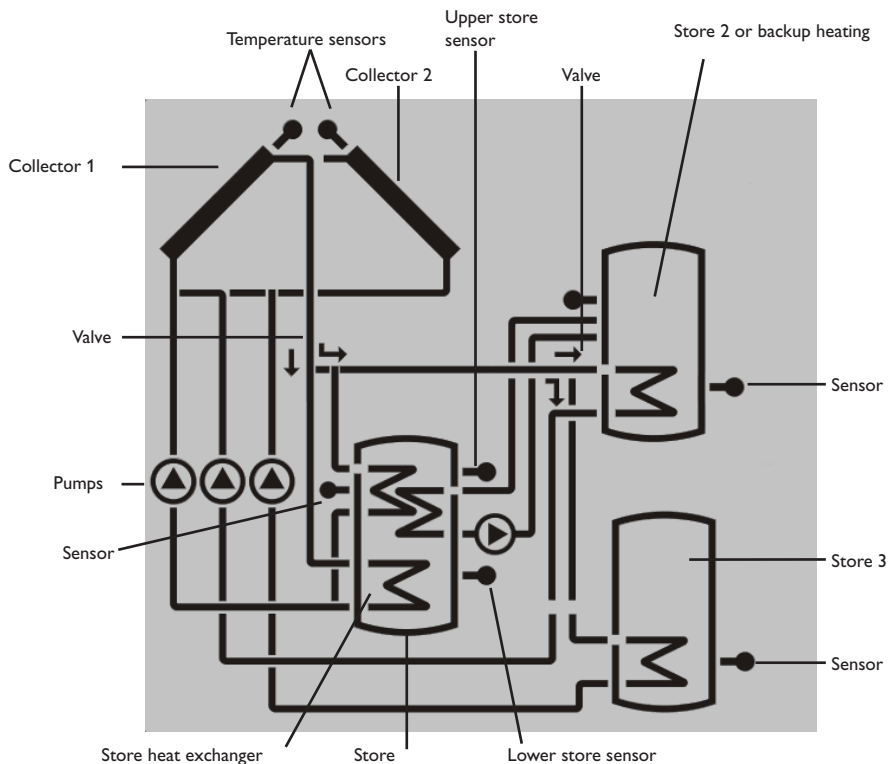 Upper store
sensor
Temperature sensors
Store 2 or backup heating
Collector 2
Valve
Collector 1
Valve
Sensor
Pumps
Sensor
Store 3
Sensor
Store heat exchanger
Store
Lower store sensor